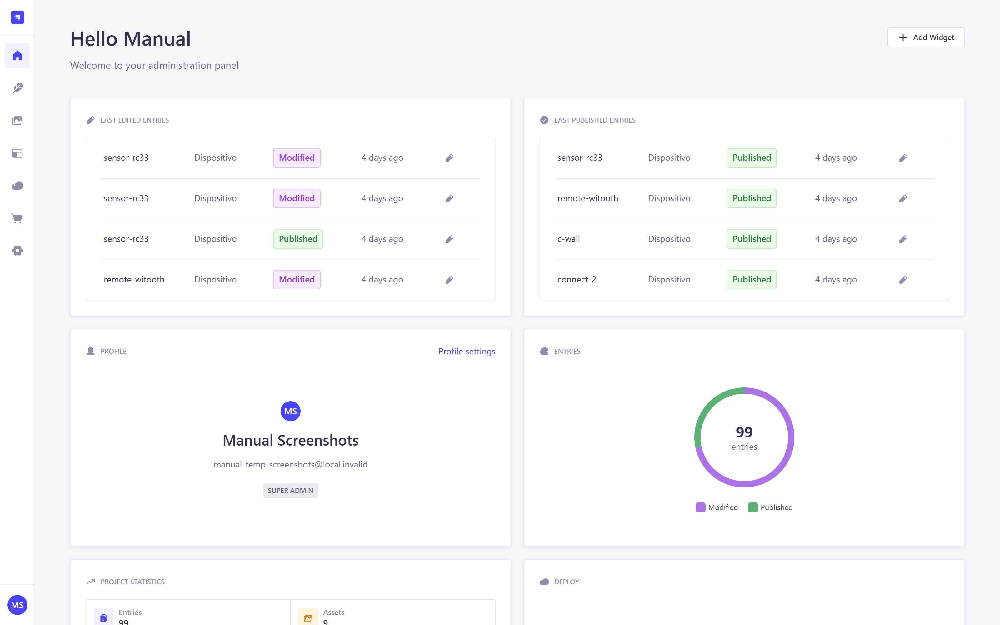 Hello Manual
Add Widget
Welcome to your administration panel
LAST EDITED ENTRIES
sensor-rc33 Dispositivo Modified 4 days ago
sensor-rc33 Dispositivo Modified 4 days ago
sensor-rc33 Dispositivo Published 4 days ago
remote-witooth Dispositivo Modified 4 days ago
LAST PUBLISHED ENTRIES
sensor-rc33 Dispositivo Published 4 days ago
remote-witooth Dispositivo Published 4 days ago
c-wall Dispositivo Published 4 days ago
connect-2 Dispositivo Published 4 days ago
PROFILE
Profile settings
MS
Manual Screenshots
manual-temp-screenshots@local.invalid
SUPER ADMIN
ENTRIES
99
entries
Modified Published
PROJECT STATISTICS
Entries
99
Assets
9
DEPLOY
MS